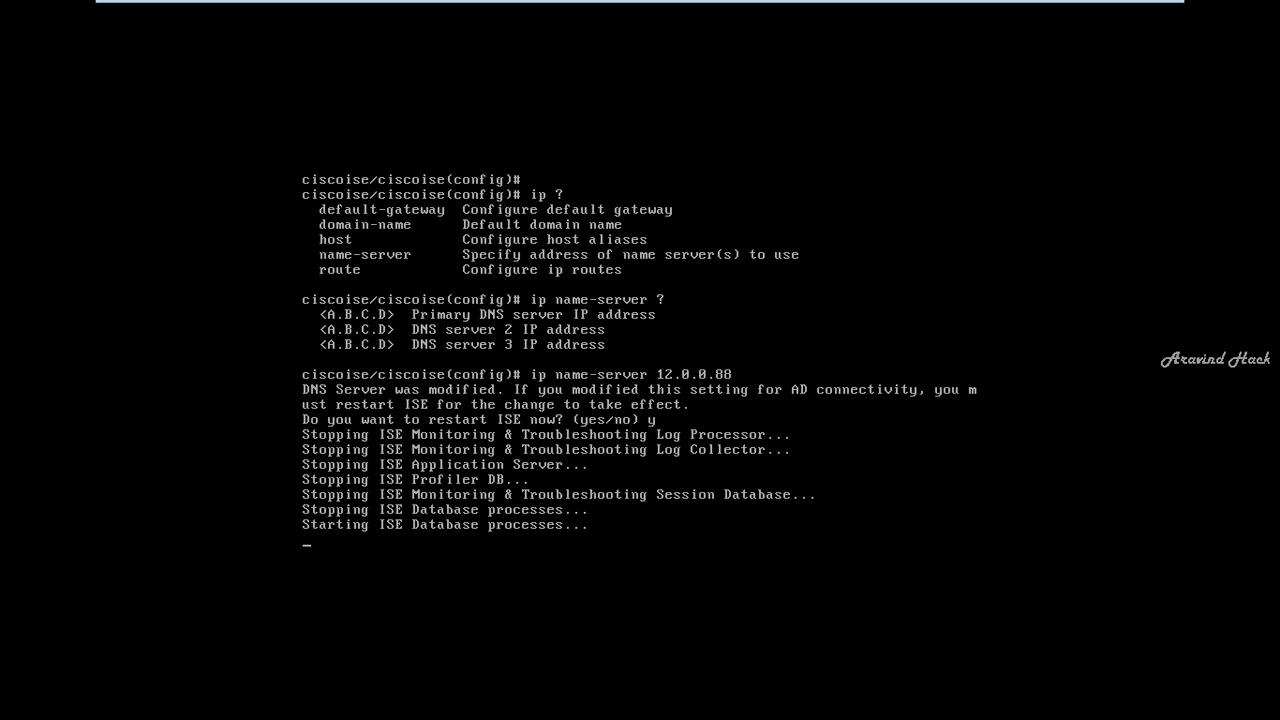 ciscoise/ciscoise(config)#
ciscoise/ciscoise(config)# ip ?
default-gateway  Configure default gateway
domain-name      Default domain name
host             Configure host aliases
name-server      Specify address of name server(s) to use
route            Configure ip routes
ciscoise/ciscoise(config)# ip name-server ?
<A.B.C.D>  Primary DNS server IP address
<A.B.C.D>  DNS server 2 IP address
<A.B.C.D>  DNS server 3 IP address
Aravind Hack
ciscoise/ciscoise(config)# ip name-server 12.0.0.88
DNS Server was modified. If you modified this setting for AD connectivity, you m
ust restart ISE for the change to take effect.
Do you want to restart ISE now? (yes/no) y
Stopping ISE Monitoring & Troubleshooting Log Processor...
Stopping ISE Monitoring & Troubleshooting Log Collector...
Stopping ISE Application Server...
Stopping ISE Profiler DB...
Stopping ISE Monitoring & Troubleshooting Session Database...
Stopping ISE Database processes...
Starting ISE Database processes...
_